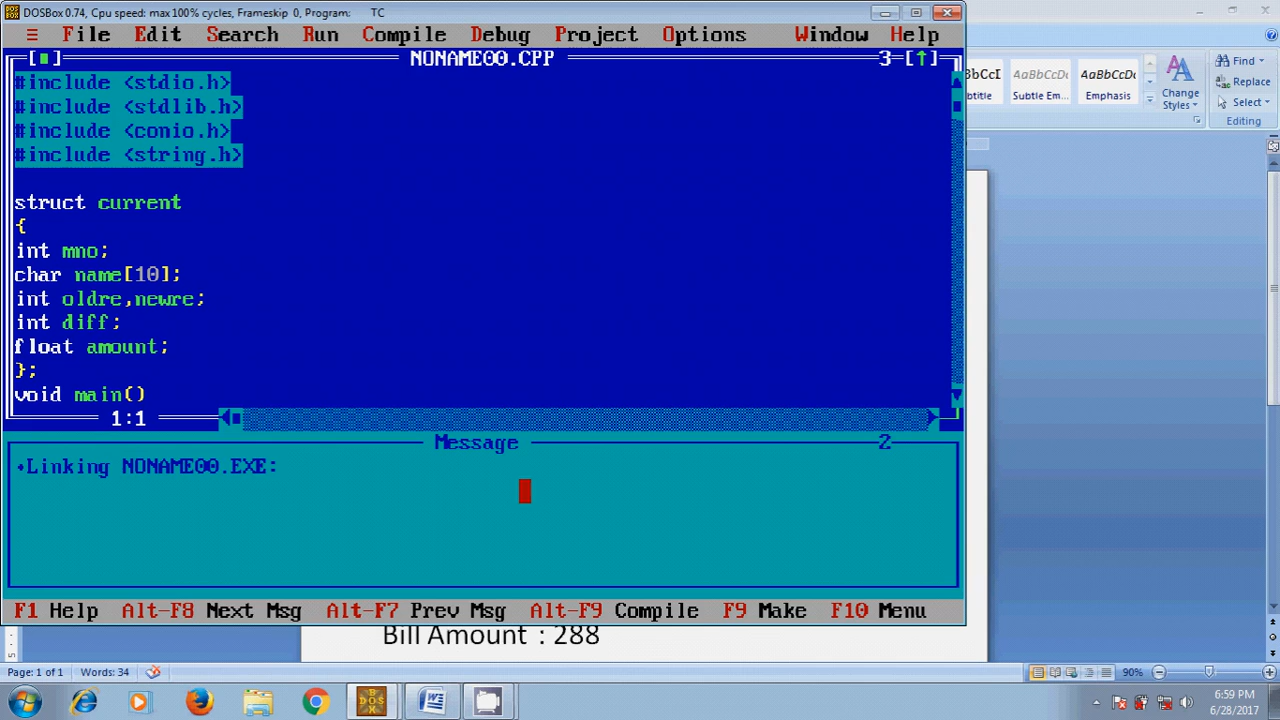 DOSBox 0.74, Cpu speed: max 100% cycles, Frameskip 0, Program: TC
≡ File Edit Search Run Compile Debug Project Options Window Help
[■] NONAME00.CPP 3=[↑]
#include <stdio.h>
#include <stdlib.h>
#include <conio.h>
#include <string.h>
struct current
{
int mno;
char name[10];
int oldre,newre;
int diff;
float amount;
};
void main()
1:1
Message 2
•Linking NONAME00.EXE:
F1 Help Alt-F8 Next Msg Alt-F7 Prev Msg Alt-F9 Compile F9 Make F10 Menu
AaBbCcDc AaBbCcDc
Subtle Em... Emphasis
Change
Styles
Find
Replace
Select
Editing
Bill Amount : 288
Page: 1 of 1 Words: 34 90%
DOS
BOX
W
6:59 PM
6/28/2017